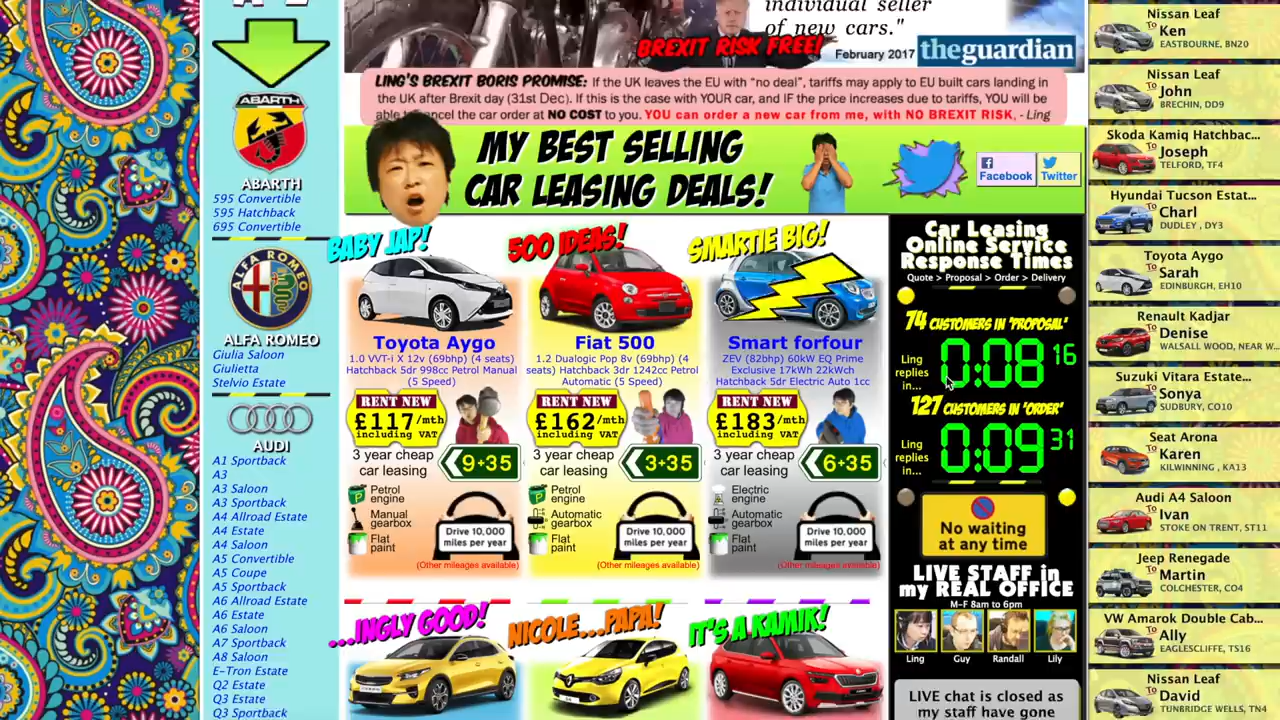 individual seller
of new cars."
BREXIT RISK FREE!
February 2017
theguardian
LING'S BREXIT BORIS PROMISE: If the UK leaves the EU with "no deal", tariffs may apply to EU built cars landing in
the UK after Brexit day (31st Dec). If this is the case with YOUR car, and IF the price increases due to tariffs, YOU will be
able cancel the car order at NO COST to you. YOU can order a new car from me, with NO BREXIT RISK, - Ling
MY BEST SELLING
CAR LEASING DEALS!
Facebook
Twitter
ABARTH
ABARTH
595 Convertible
595 Hatchback
695 Convertible
ALFA ROMEO
ALFA ROMEO
Giulia Saloon
Giulietta
Stelvio Estate
AUDI
A1 Sportback
A3 Saloon
A3 Sportback
A4 Allroad Estate
A4 Estate
A4 Saloon
A5 Convertible
A5 Coupe
A5 Sportback
A6 Allroad Estate
A6 Estate
A6 Saloon
A7 Sportback
A8 Saloon
E-Tron Estate
Q2 Estate
Q3 Estate
Q3 Sportback
BABY JAP!
Toyota Aygo
1.0 VVT-i X 12v (69bhp) (4 seats)
Hatchback 5dr 998cc Petrol Manual
(5 Speed)
RENT NEW
£117/mth
including VAT
3 year cheap
car leasing
9+35
Petrol
engine
Manual
gearbox
Flat
paint
Drive 10,000
miles per year
(Other mileages available)
500 IDEAS!
Fiat 500
1.2 Dualogic Pop 8v (69bhp) (4
seats) Hatchback 3dr 1242cc Petrol
Automatic (5 Speed)
RENT NEW
£162/mth
including VAT
3 year cheap
car leasing
3+35
Petrol
engine
Automatic
gearbox
Flat
paint
Drive 10,000
miles per year
(Other mileages available)
SMARTIE BIG!
Smart forfour
ZEV (82bhp) 60kW EQ Prime
Exclusive 17kWh 22kWch
Hatchback 5dr Electric Auto 1cc
RENT NEW
£183/mth
including VAT
3 year cheap
car leasing
6+35
Electric
engine
Automatic
gearbox
Flat
paint
Drive 10,000
miles per year
(Other mileages available)
...INGLY GOOD!
NICOLE...PAPA!
IT'S A KAMIK!
Car Leasing
Online Service
Response Times
Quote > Proposal > Order > Delivery
74 CUSTOMERS IN 'PROPOSAL'
Ling
replies
in...
0:08 16
127 CUSTOMERS IN 'ORDER'
Ling
replies
in...
0:09 31
No waiting
at any time
LIVE STAFF in
my REAL OFFICE
M-F 8am to 6pm
Ling
Guy
Randall
Lily
LIVE chat is closed as
my staff have gone
Nissan Leaf
To
Ken
EASTBOURNE, BN20
Nissan Leaf
To
John
BRECHIN, DD9
Skoda Kamiq Hatchbac...
To
Joseph
TELFORD, TF4
Hyundai Tucson Estat...
To
Charl
DUDLEY , DY3
Toyota Aygo
To
Sarah
EDINBURGH, EH10
Renault Kadjar
To
Denise
WALSALL WOOD, NEAR W...
Suzuki Vitara Estate...
To
Sonya
SUDBURY, CO10
Seat Arona
To
Karen
KILWINNING , KA13
Audi A4 Saloon
To
Ivan
STOKE ON TRENT, ST11
Jeep Renegade
To
Martin
COLCHESTER, CO4
VW Amarok Double Cab...
To
Ally
EAGLESCLIFFE, TS16
Nissan Leaf
To
David
TUNBRIDGE WELLS, TN4